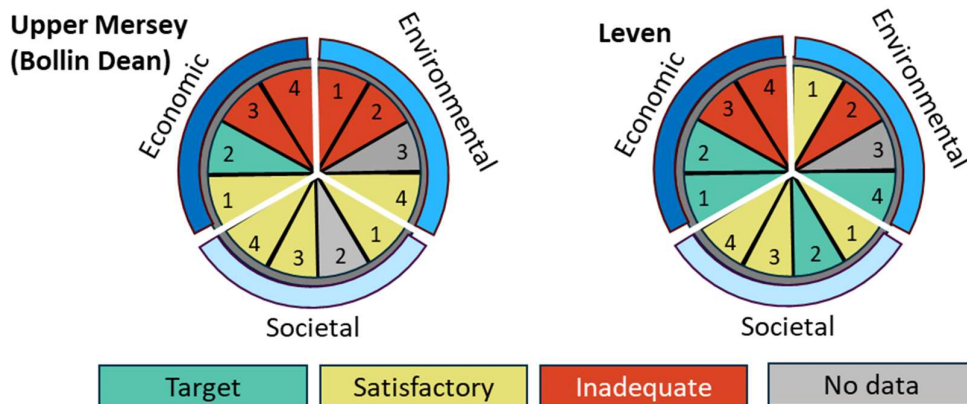 Upper Mersey
(Bollin Dean)
Economic
Environmental
Societal
1
2
3
4
1
2
3
4
1
2
3
4
Leven
Economic
Environmental
Societal
1
2
3
4
1
2
3
4
1
2
3
4
Target
Satisfactory
Inadequate
No data